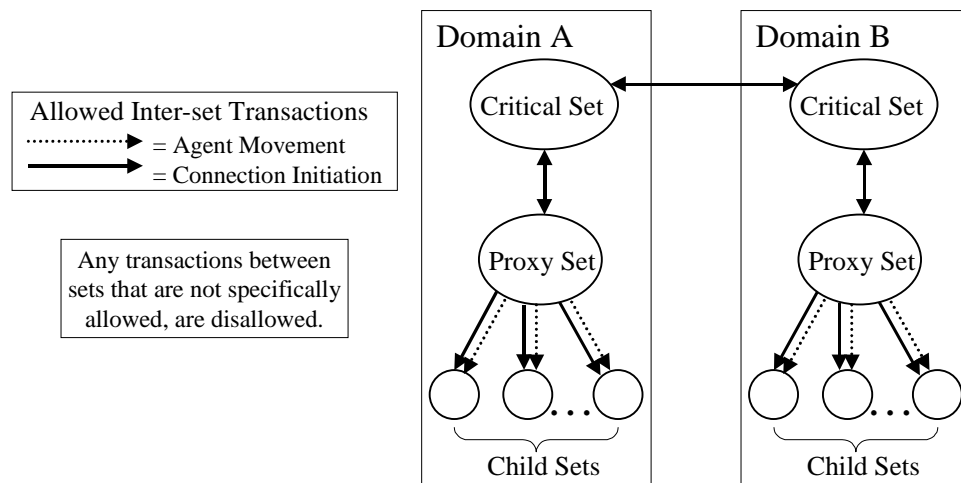 Domain A
Domain B
Critical Set
Critical Set
Allowed Inter-set Transactions
= Agent Movement
= Connection Initiation
Any transactions between
sets that are not specifically
allowed, are disallowed.
Proxy Set
Proxy Set
...
...
Child Sets
Child Sets